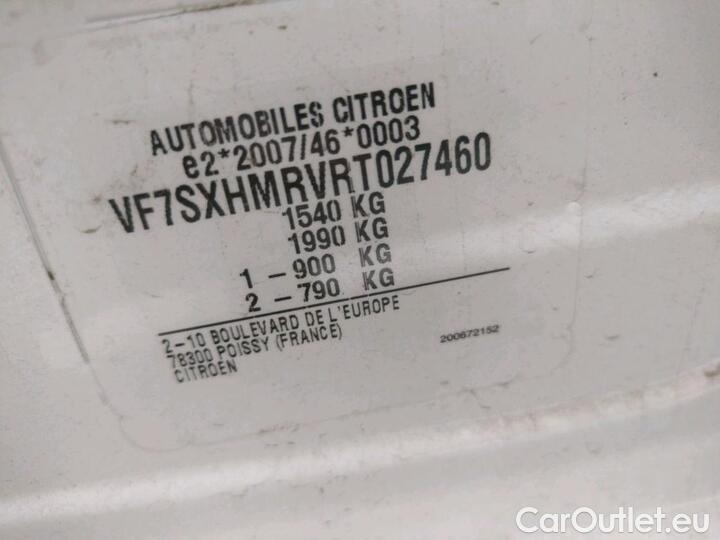 AUTOMOBILES CITROEN
e2*2007/46*0003
VF7SXHMRVRT027460
1540 KG
1990 KG
1 – 900 KG
2 – 790 KG
2–10 BOULEVARD DE L'EUROPE
78300 POISSY (FRANCE)
CITROEN
200672152
CarOutlet.eu